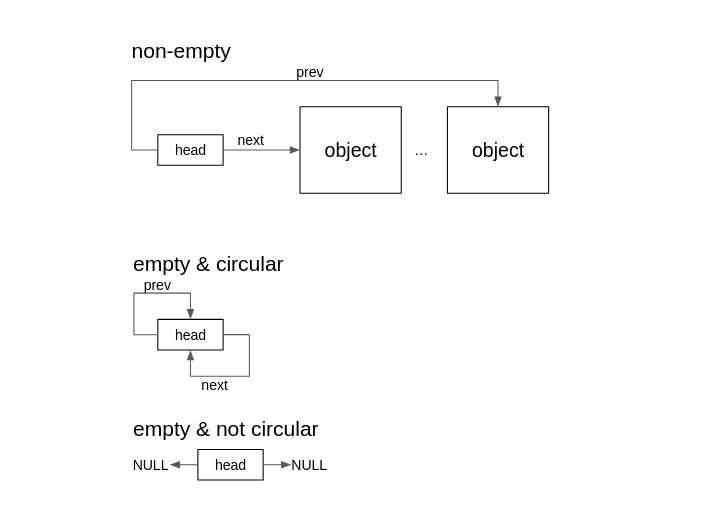 non-empty
prev
head
next
object
...
object
empty & circular
prev
head
next
empty & not circular
NULL
head
NULL